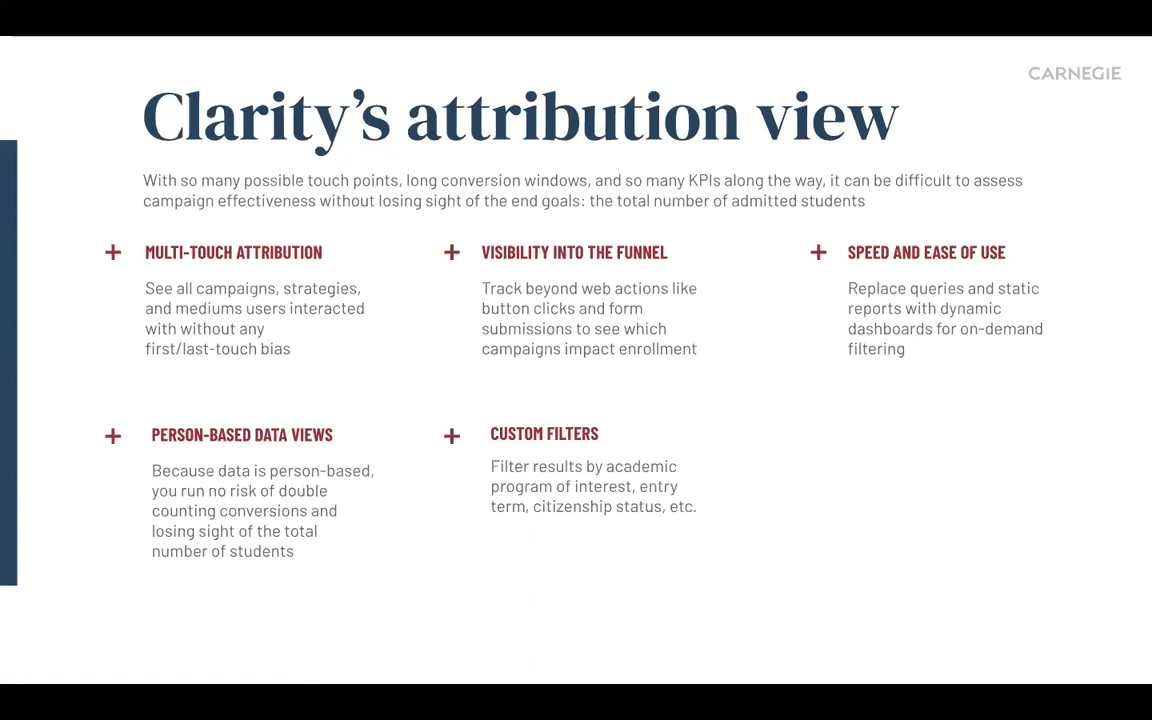 CARNEGIE
Clarity’s attribution view
With so many possible touch points, long conversion windows, and so many KPIs along the way, it can be difficult to assess
campaign effectiveness without losing sight of the end goals: the total number of admitted students
+ MULTI-TOUCH ATTRIBUTION
See all campaigns, strategies,
and mediums users interacted
with without any
first/last-touch bias
+ VISIBILITY INTO THE FUNNEL
Track beyond web actions like
button clicks and form
submissions to see which
campaigns impact enrollment
+ SPEED AND EASE OF USE
Replace queries and static
reports with dynamic
dashboards for on-demand
filtering
+ PERSON-BASED DATA VIEWS
Because data is person-based,
you run no risk of double
counting conversions and
losing sight of the total
number of students
+ CUSTOM FILTERS
Filter results by academic
program of interest, entry
term, citizenship status, etc.